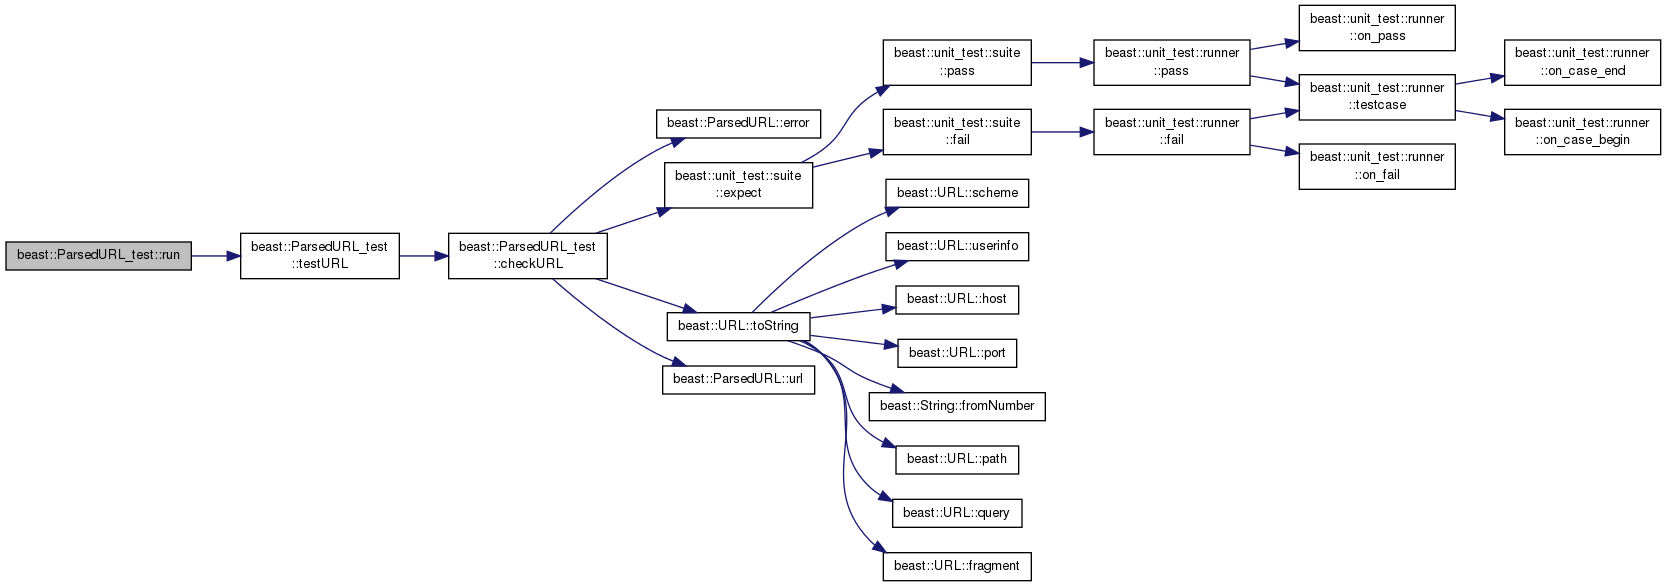 beast::ParsedURL_test::run
beast::ParsedURL_test
::testURL
beast::ParsedURL_test
::checkURL
beast::ParsedURL::error
beast::unit_test::suite
::expect
beast::URL::toString
beast::ParsedURL::url
beast::unit_test::suite
::pass
beast::unit_test::suite
::fail
beast::URL::scheme
beast::URL::userinfo
beast::URL::host
beast::URL::port
beast::String::fromNumber
beast::URL::path
beast::URL::query
beast::URL::fragment
beast::unit_test::runner
::pass
beast::unit_test::runner
::fail
beast::unit_test::runner
::on_pass
beast::unit_test::runner
::testcase
beast::unit_test::runner
::on_fail
beast::unit_test::runner
::on_case_end
beast::unit_test::runner
::on_case_begin